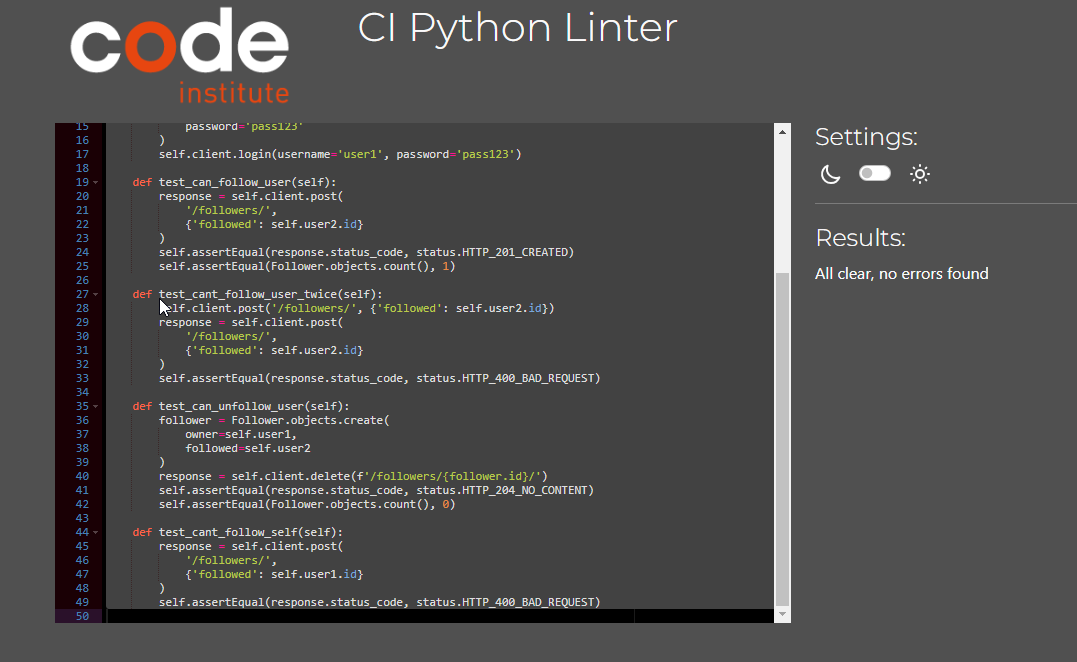 code
institute
CI Python Linter
15 password='pass123'
16 )
17 self.client.login(username='user1', password='pass123')
18
19 def test_can_follow_user(self):
20 response = self.client.post(
21 '/followers/',
22 {'followed': self.user2.id}
23 )
24 self.assertEqual(response.status_code, status.HTTP_201_CREATED)
25 self.assertEqual(Follower.objects.count(), 1)
26
27 def test_cant_follow_user_twice(self):
28 self.client.post('/followers/', {'followed': self.user2.id})
29 response = self.client.post(
30 '/followers/',
31 {'followed': self.user2.id}
32 )
33 self.assertEqual(response.status_code, status.HTTP_400_BAD_REQUEST)
34
35 def test_can_unfollow_user(self):
36 follower = Follower.objects.create(
37 owner=self.user1,
38 followed=self.user2
39 )
40 response = self.client.delete(f'/followers/{follower.id}/')
41 self.assertEqual(response.status_code, status.HTTP_204_NO_CONTENT)
42 self.assertEqual(Follower.objects.count(), 0)
43
44 def test_cant_follow_self(self):
45 response = self.client.post(
46 '/followers/',
47 {'followed': self.user1.id}
48 )
49 self.assertEqual(response.status_code, status.HTTP_400_BAD_REQUEST)
50
Settings:
Results:
All clear, no errors found